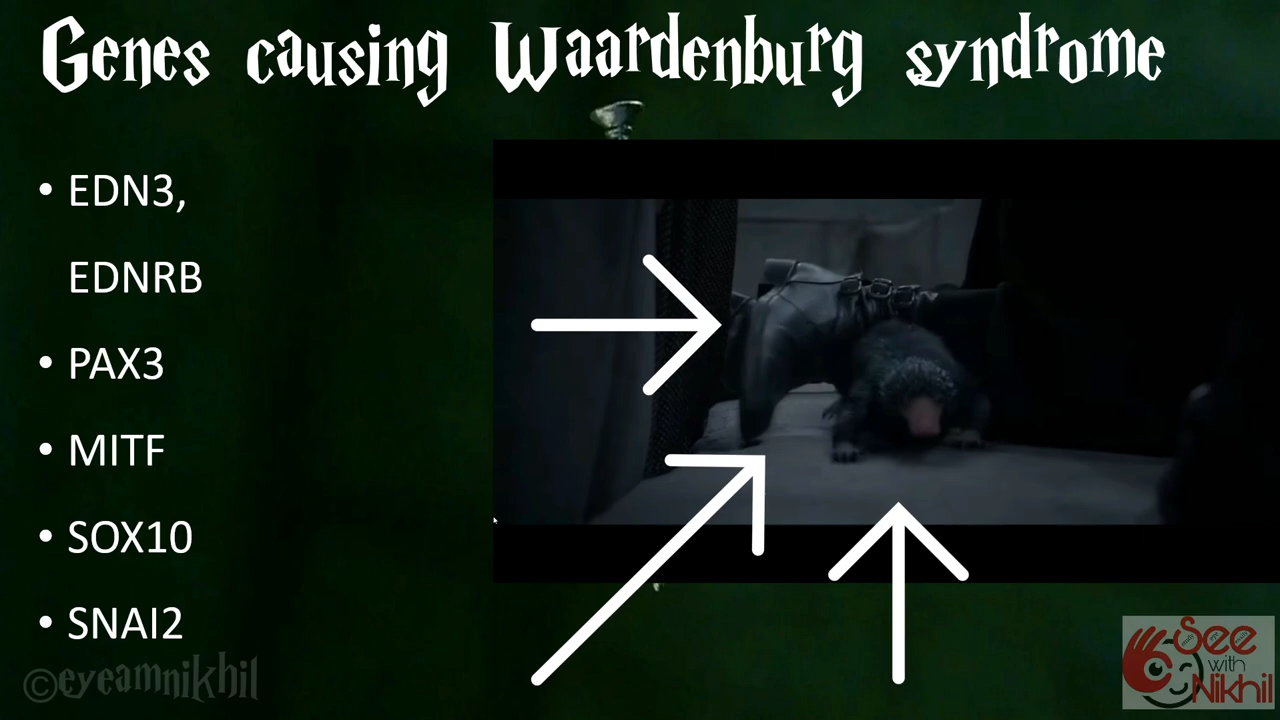 Genes causing Waardenburg syndrome
• EDN3,
EDNRB
• PAX3
• MITF
• SOX10
• SNAI2
©eyeamnikhil
See
with
Nikhil